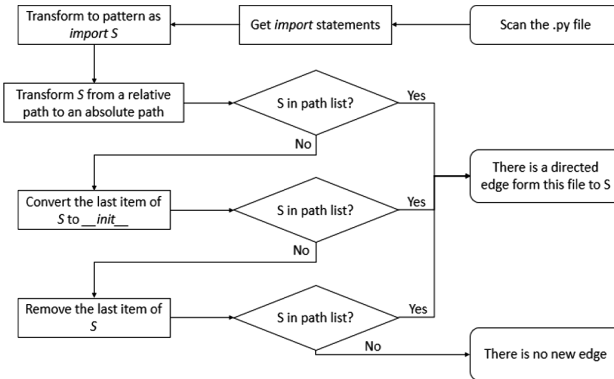 Transform to pattern as
import S
Get import statements
Scan the .py file
Transform S from a relative
path to an absolute path
S in path list?
Yes
No
There is a directed
edge form this file to S
Convert the last item of
S to __init__
S in path list?
Yes
No
Remove the last item of
S
S in path list?
Yes
No
There is no new edge